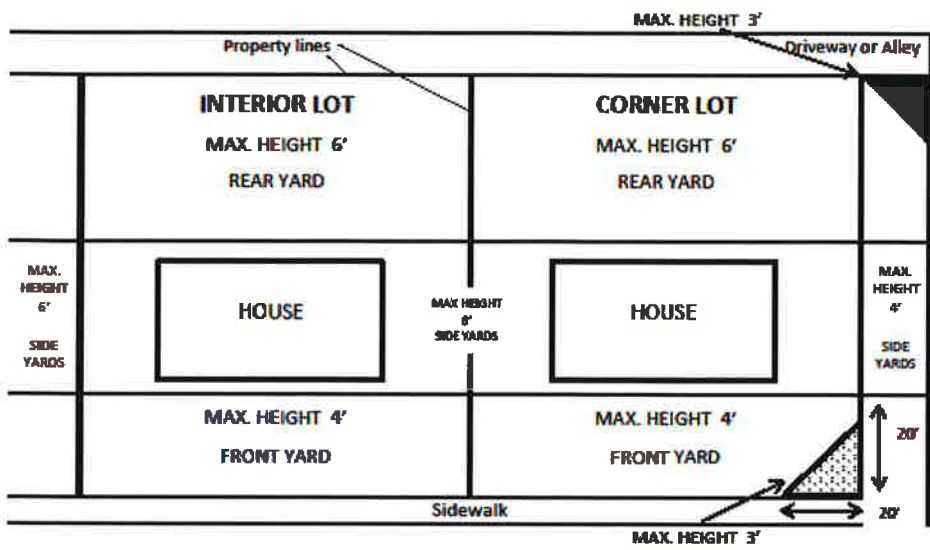 MAX. HEIGHT 3'
Property lines
Driveway or Alley
INTERIOR LOT
MAX. HEIGHT 6'
REAR YARD
CORNER LOT
MAX. HEIGHT 6'
REAR YARD
MAX.
HEIGHT
6'
SIDE
YARDS
HOUSE
MAX HEIGHT
SIDE YARDS
HOUSE
MAX.
HEIGHT
4'
SIDE
YARDS
MAX. HEIGHT 4'
FRONT YARD
MAX. HEIGHT 4'
FRONT YARD
20'
Sidewalk
20'
MAX. HEIGHT 3'